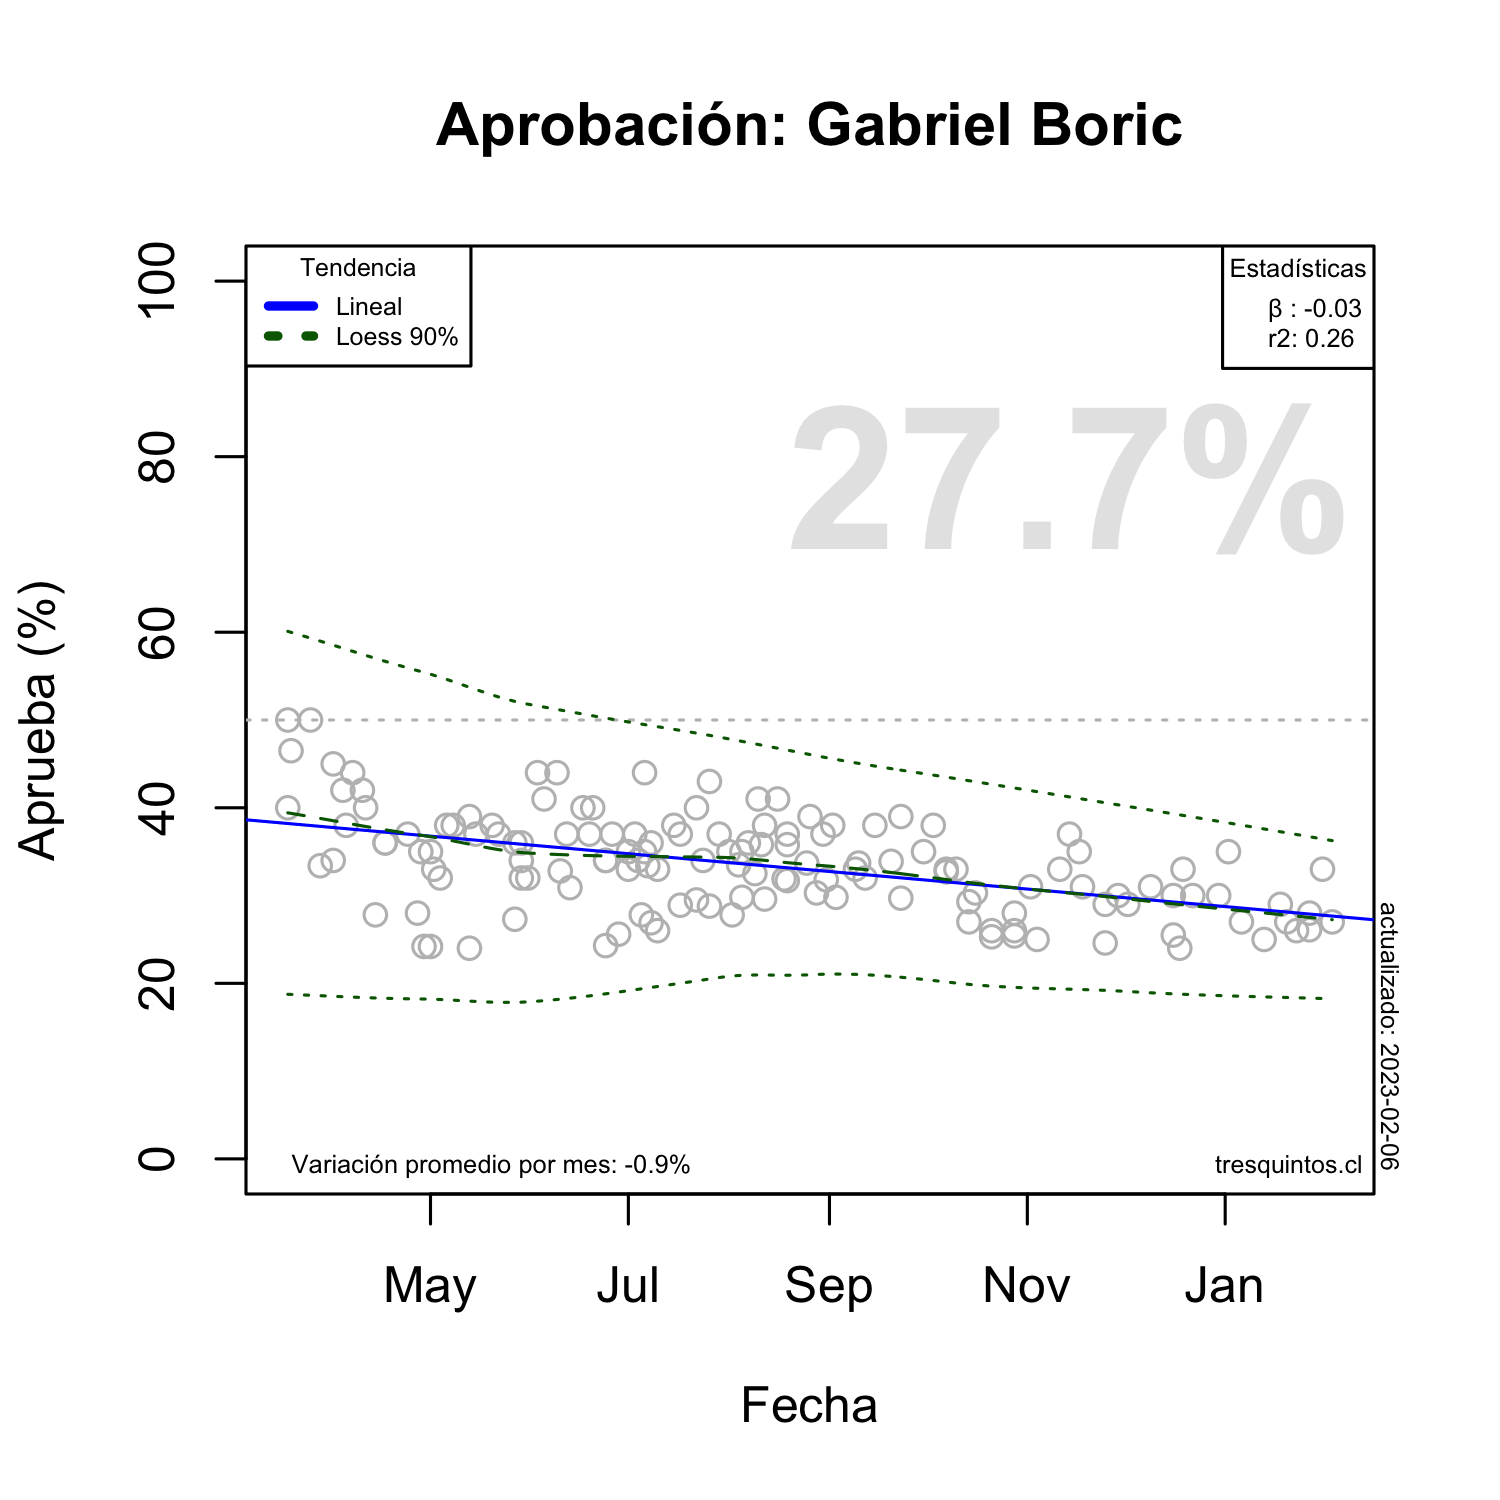 Aprobación: Gabriel Boric
Tendencia
Lineal
Loess 90%
Estadísticas
β : -0.03
r2: 0.26
27.7%
Aprueba (%)
100
80
60
40
20
0
Variación promedio por mes: -0.9%
tresquintos.cl
actualizado: 2023-02-06
May
Jul
Sep
Nov
Jan
Fecha